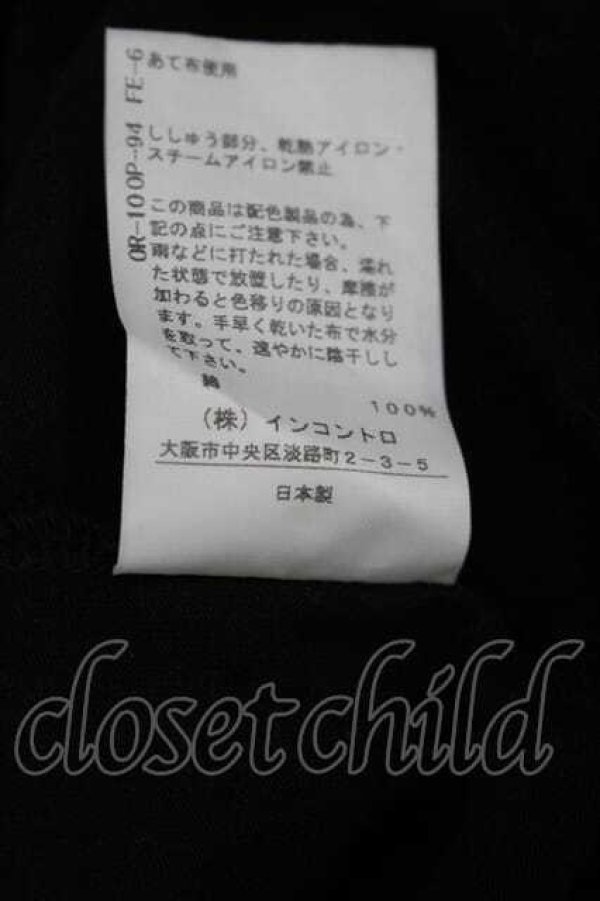 OR-10OP-94 FE-6
あて布使用
ししゅう部分、乾熱アイロン・
スチームアイロン禁止
この商品は配色製品の為、下
記の点にご注意下さい。
雨などに打たれた場合、濡れ
た状態で放置したり、摩擦が
加わると色移りの原因となり
ます。手早く乾いた布で水分
を取って、速やかに陰干しし
て下さい。
綿 100%
(株)インコントロ
大阪市中央区淡路町2-3-5
日本製
closetchild